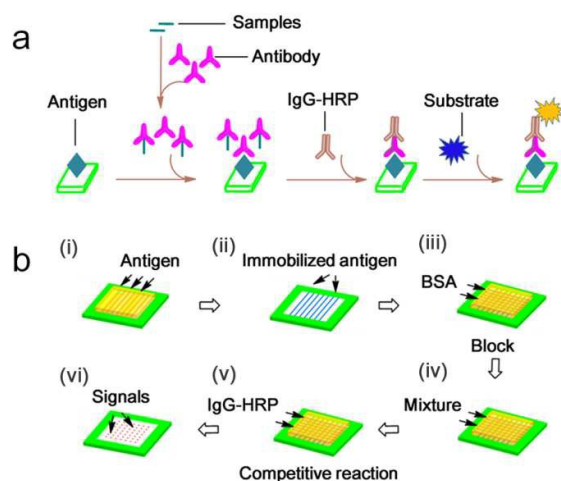 a
Samples
Antibody
Antigen
IgG-HRP
Substrate
b
(i)
(ii)
(iii)
Antigen
Immobilized antigen
BSA
Block
(vi)
(v)
(iv)
Signals
IgG-HRP
Mixture
Competitive reaction